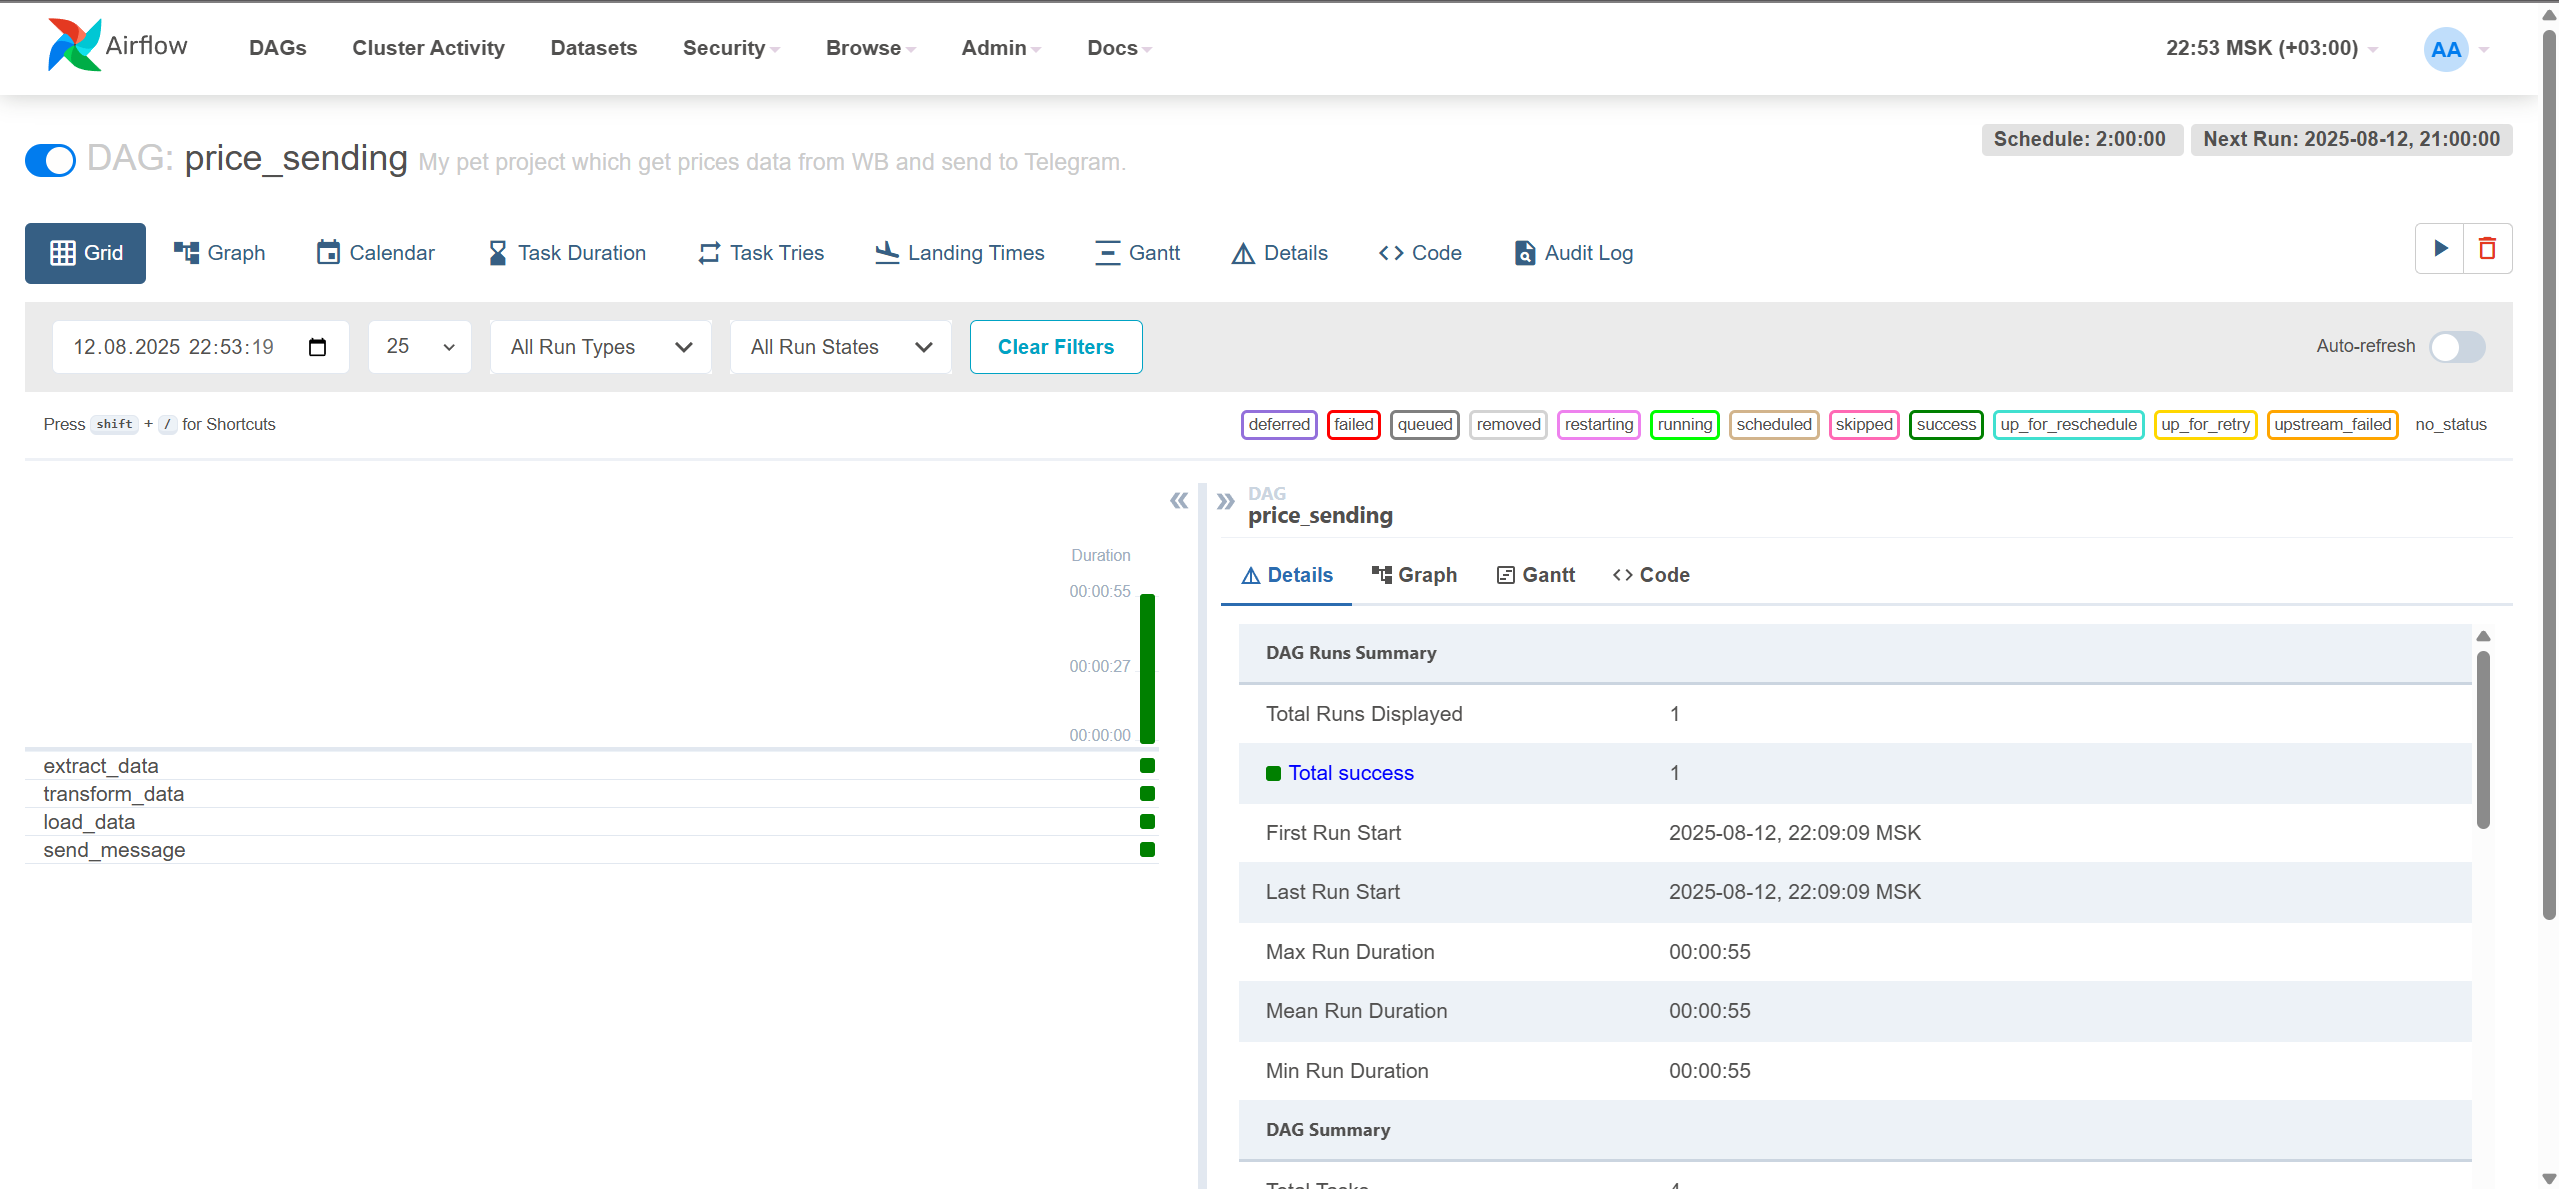 Airflow DAGs Cluster Activity Datasets Security Browse Admin Docs 22:53 MSK (+03:00) AA
Schedule: 2:00:00 Next Run: 2025-08-12, 21:00:00
DAG: price_sending My pet project which get prices data from WB and send to Telegram.
Grid Graph Calendar Task Duration Task Tries Landing Times Gantt Details Code Audit Log
12.08.2025 22:53:19 25 All Run Types All Run States Clear Filters Auto-refresh
Press shift + / for Shortcuts deferred failed queued removed restarting running scheduled skipped success up_for_reschedule up_for_retry upstream_failed no_status
Duration
00:00:55
00:00:27
00:00:00
extract_data
transform_data
load_data
send_message
DAG
price_sending
Details Graph Gantt Code
DAG Runs Summary
Total Runs Displayed 1
Total success 1
First Run Start 2025-08-12, 22:09:09 MSK
Last Run Start 2025-08-12, 22:09:09 MSK
Max Run Duration 00:00:55
Mean Run Duration 00:00:55
Min Run Duration 00:00:55
DAG Summary
Total Tasks 4